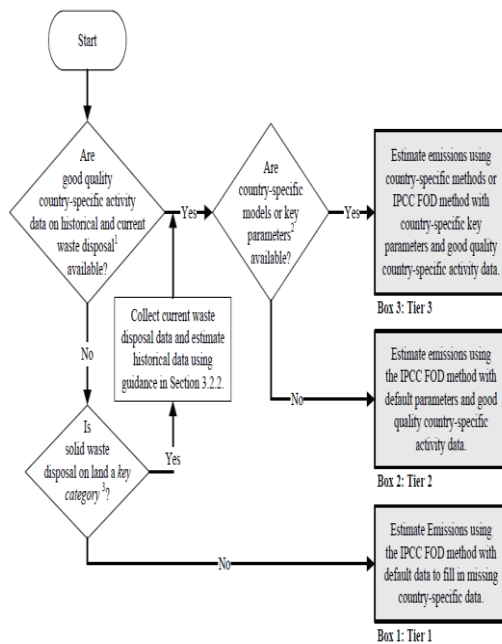 Start
Are
good quality
country-specific activity
data on historical and current
waste disposal1
available?
Yes
Are
country-specific
models or key
parameters2
available?
Yes
Estimate emissions using
country-specific methods or
IPCC FOD method with
country-specific key
parameters and good quality
country-specific activity data.
Box 3: Tier 3
Collect current waste
disposal data and estimate
historical data using
guidance in Section 3.2.2.
No
No
Estimate emissions using
the IPCC FOD method with
default parameters and good
quality country-specific
activity data.
Box 2: Tier 2
Is
solid waste
disposal on land a key
category 3?
Yes
No
Estimate Emissions using
the IPCC FOD method with
default data to fill in missing
country-specific data.
Box 1: Tier 1